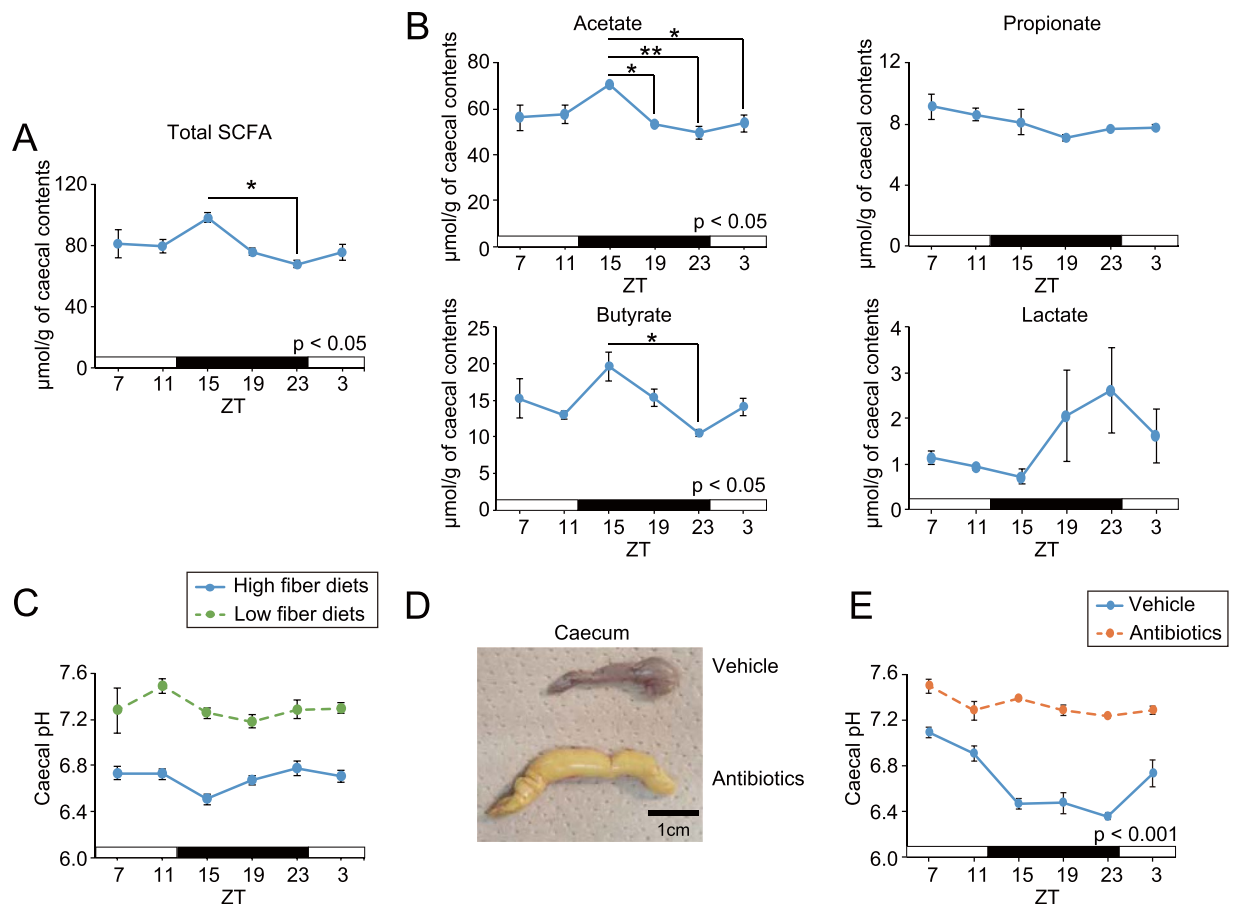 A
Total SCFA
μmol/g of caecal contents
120
80
40
0
*
p < 0.05
7 11 15 19 23 3
ZT
B
Acetate
μmol/g of caecal contents
80
60
40
20
0
*
**
*
p < 0.05
7 11 15 19 23 3
ZT
Propionate
μmol/g of caecal contents
12
8
4
0
7 11 15 19 23 3
ZT
Butyrate
μmol/g of caecal contents
25
20
15
10
5
0
*
p < 0.05
7 11 15 19 23 3
ZT
Lactate
μmol/g of caecal contents
4
3
2
1
0
7 11 15 19 23 3
ZT
C
High fiber diets
Low fiber diets
Caecal pH
7.6
7.2
6.8
6.4
6.0
7 11 15 19 23 3
ZT
D
Caecum
Vehicle
Antibiotics
1cm
E
Vehicle
Antibiotics
Caecal pH
7.6
7.2
6.8
6.4
6.0
p < 0.001
7 11 15 19 23 3
ZT